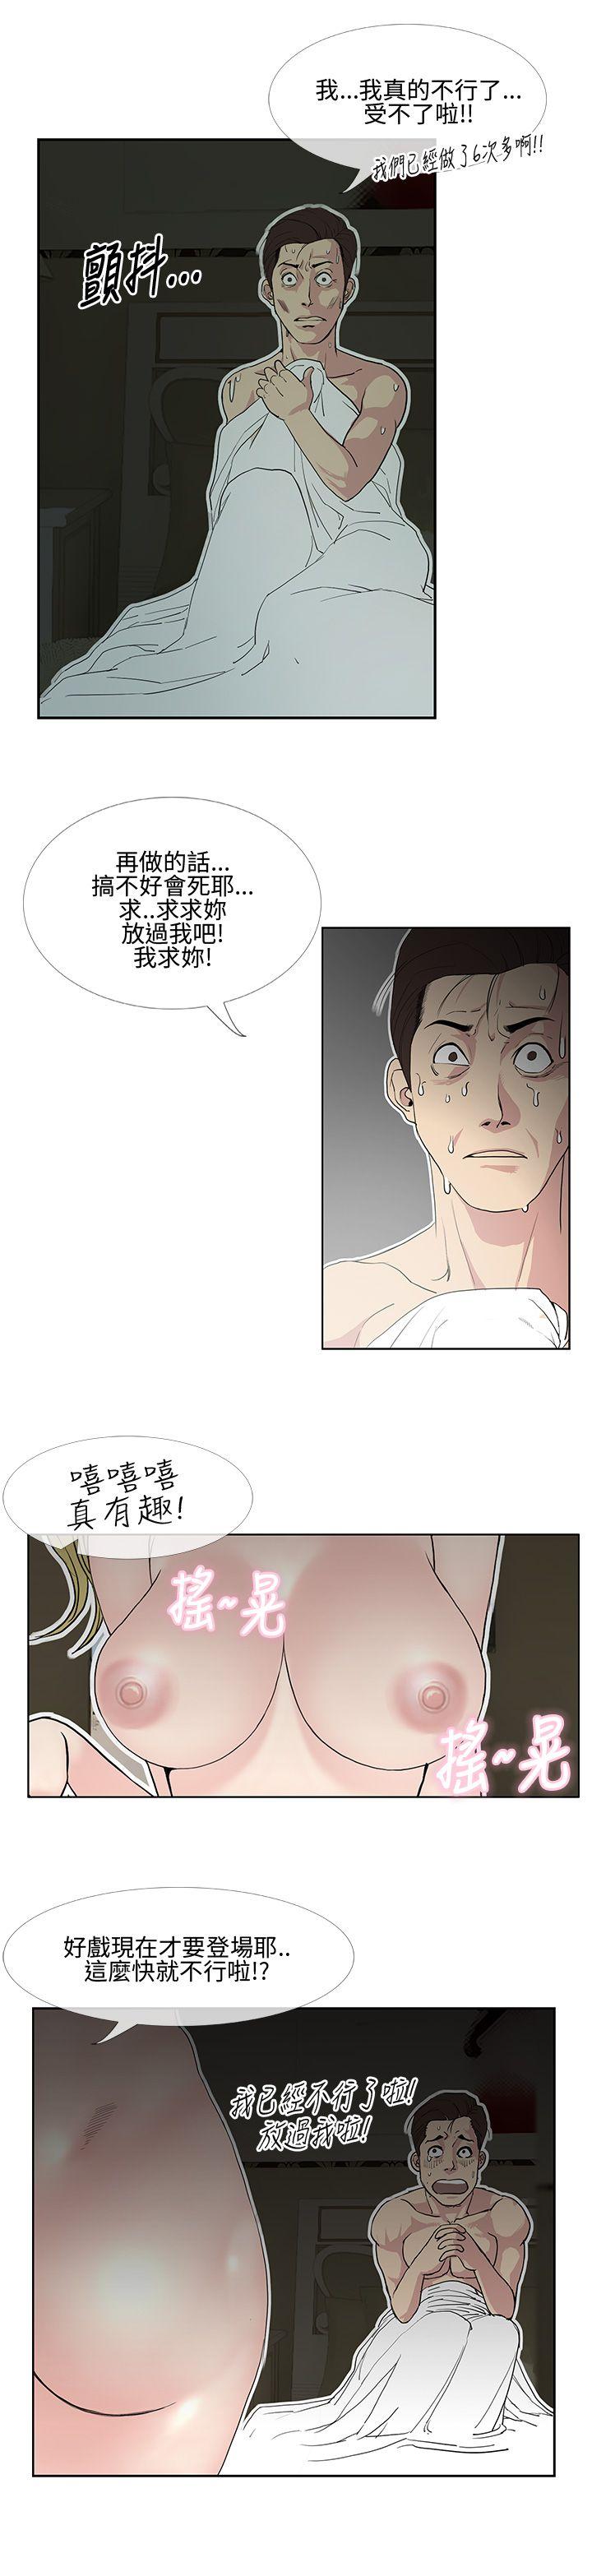 我...我真的不行了...
受不了啦!!
我們已經做了6次多啊!!
顫抖...
再做的話...
搞不好會死耶...
求..求求妳
放過我吧!
我求妳!
嘻嘻嘻
真有趣!
搖~晃
搖~晃
好戲現在才要登場耶..
這麼快就不行啦!?
我已經不行了啦!
放過我啦!